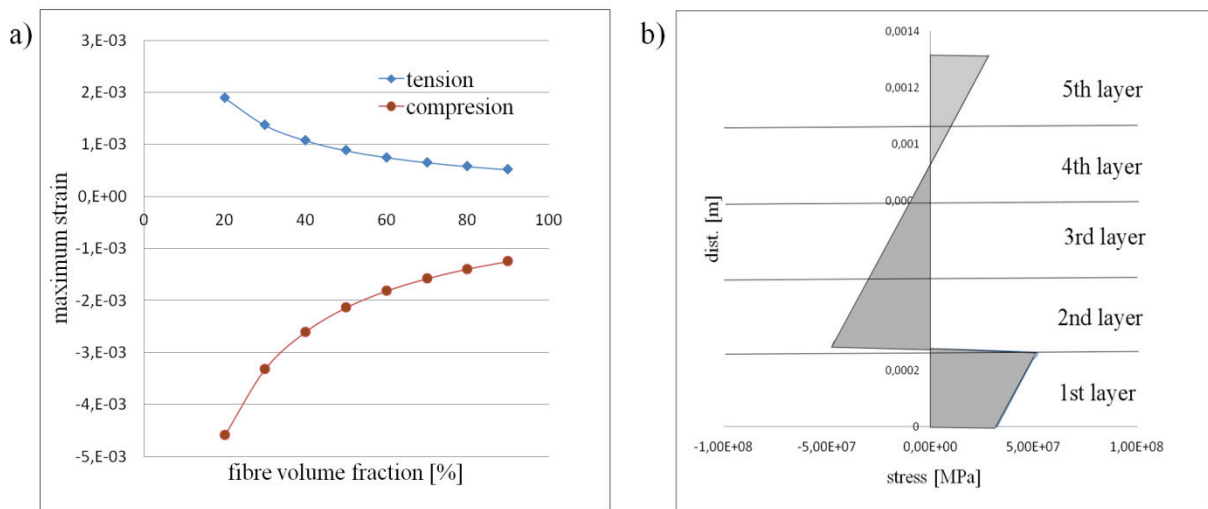 a)
3,E-03
2,E-03
1,E-03
0,E+00
-1,E-03
-2,E-03
-3,E-03
-4,E-03
-5,E-03
0 20 40 60 80 100
tension
compresion
maximum strain
fibre volume fraction [%]
b)
0,0014
0,0012
0,001
0,000
0,0002
0
5th layer
4th layer
3rd layer
2nd layer
1st layer
dist. [m]
-1,00E+08 -5,00E+07 0,00E+00 5,00E+07 1,00E+08
stress [MPa]